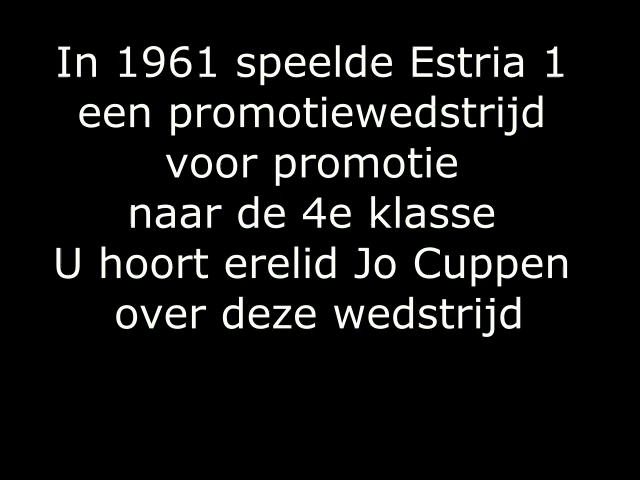 In 1961 speelde Estria 1
een promotiewedstrijd
voor promotie
naar de 4e klasse
U hoort erelid Jo Cuppen
over deze wedstrijd